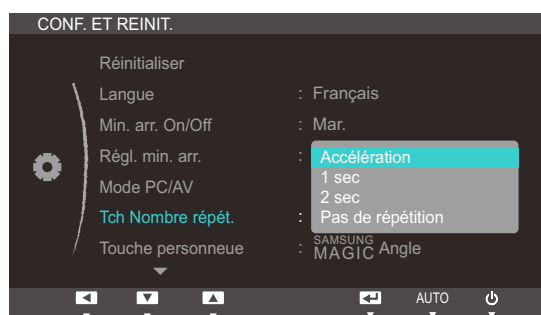 CONF. ET REINIT.
Réinitialiser
Langue : Français
Min. arr. On/Off : Mar.
Régl. min. arr. :
Accélération
1 sec
2 sec
Pas de répétition
Mode PC/AV
Tch Nombre répét. :
Touche personneue : SAMSUNG MAGIC Angle
AUTO